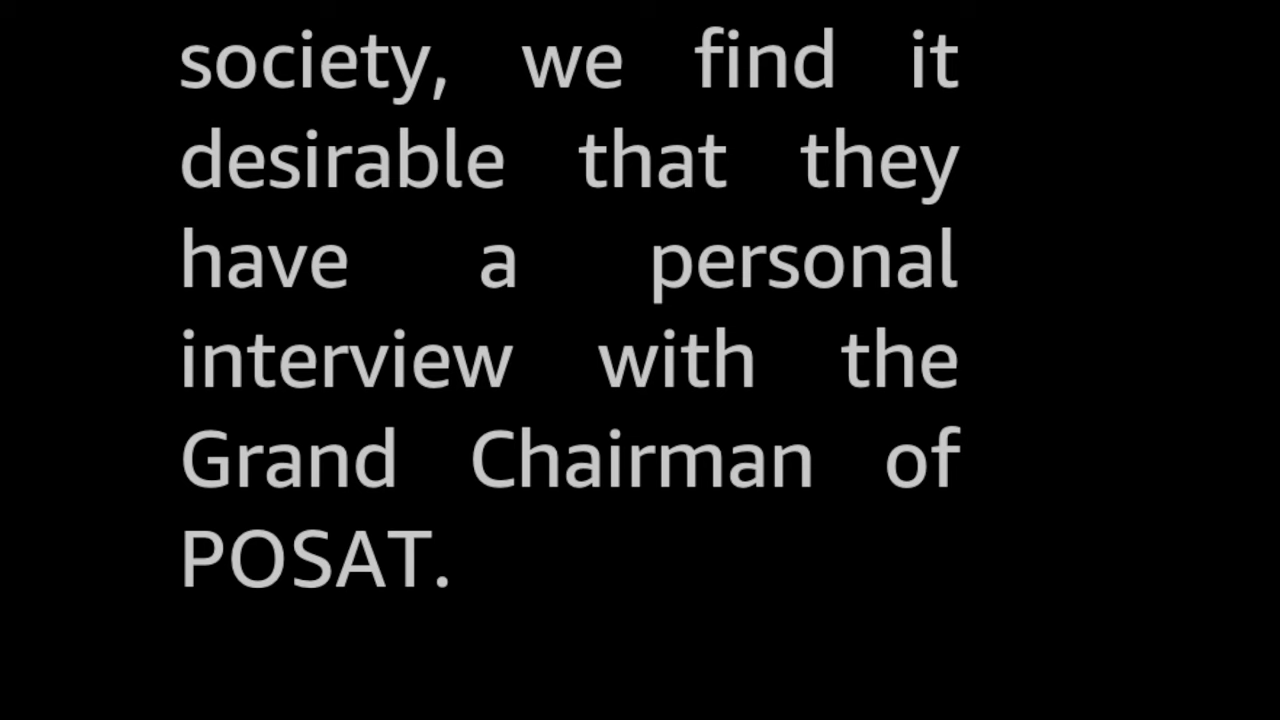 society, we find it
desirable that they
have a personal
interview with the
Grand Chairman of
POSAT.